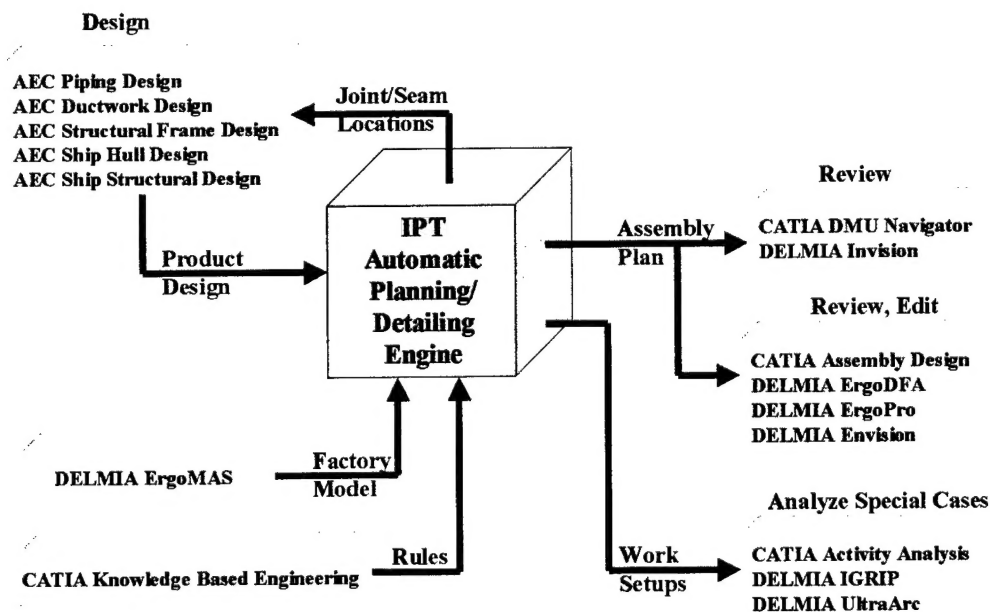 Design
AEC Piping Design
AEC Ductwork Design
AEC Structural Frame Design
AEC Ship Hull Design
AEC Ship Structural Design
Joint/Seam
Locations
Product
Design
IPT
Automatic
Planning/
Detailing
Engine
Assembly
Plan
Review
CATIA DMU Navigator
DELMIA Invision
Review, Edit
CATIA Assembly Design
DELMIA ErgoDFA
DELMIA ErgoPro
DELMIA Envision
DELMIA ErgoMAS
Factory
Model
CATIA Knowledge Based Engineering
Rules
Work
Setups
Analyze Special Cases
CATIA Activity Analysis
DELMIA IGRIP
DELMIA UltraArc